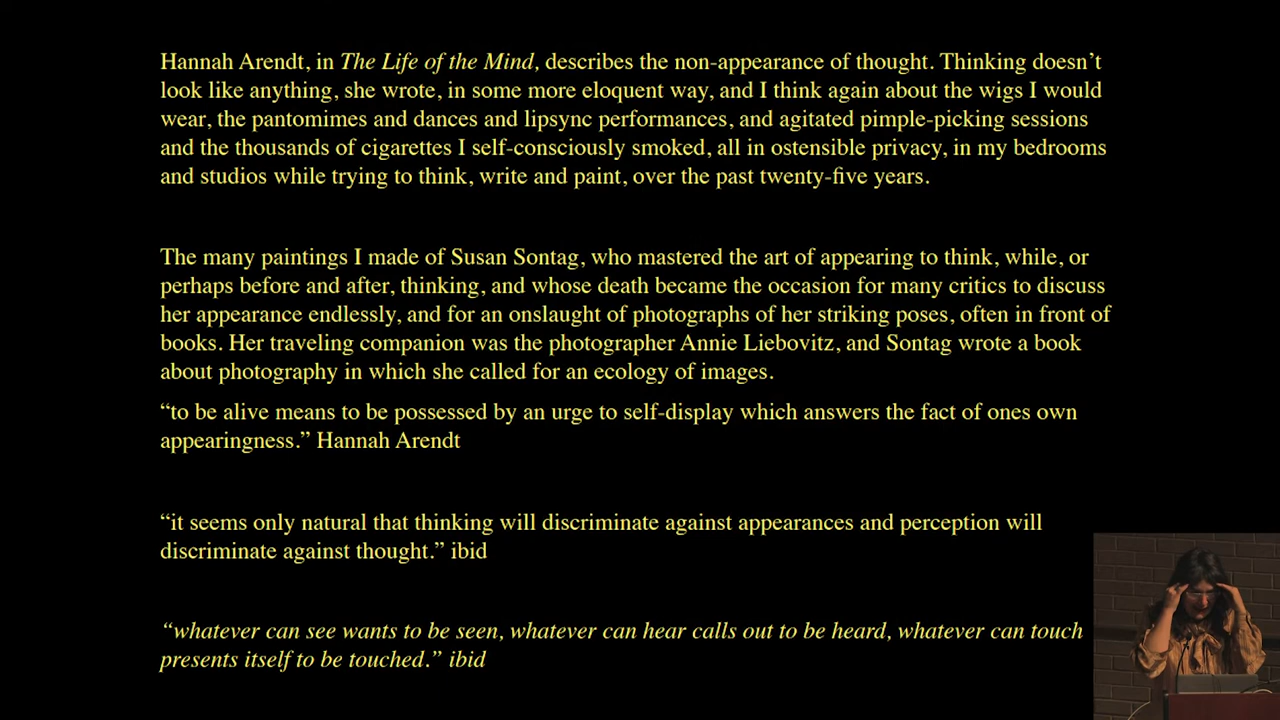 Hannah Arendt, in The Life of the Mind, describes the non-appearance of thought. Thinking doesn’t
look like anything, she wrote, in some more eloquent way, and I think again about the wigs I would
wear, the pantomimes and dances and lipsync performances, and agitated pimple-picking sessions
and the thousands of cigarettes I self-consciously smoked, all in ostensible privacy, in my bedrooms
and studios while trying to think, write and paint, over the past twenty-five years.
The many paintings I made of Susan Sontag, who mastered the art of appearing to think, while, or
perhaps before and after, thinking, and whose death became the occasion for many critics to discuss
her appearance endlessly, and for an onslaught of photographs of her striking poses, often in front of
books. Her traveling companion was the photographer Annie Liebovitz, and Sontag wrote a book
about photography in which she called for an ecology of images.
“to be alive means to be possessed by an urge to self-display which answers the fact of ones own
appearingness.” Hannah Arendt
“it seems only natural that thinking will discriminate against appearances and perception will
discriminate against thought.” ibid
“whatever can see wants to be seen, whatever can hear calls out to be heard, whatever can touch
presents itself to be touched.” ibid